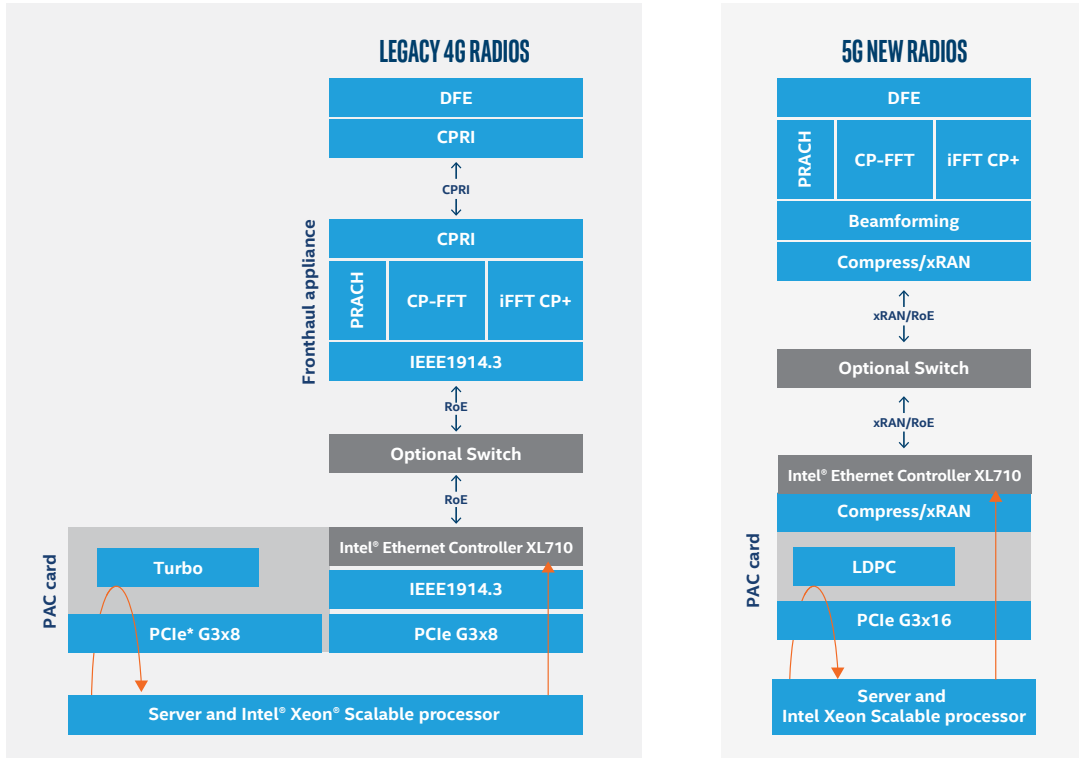 LEGACY 4G RADIOS
DFE
CPRI
CPRI
Fronthaul appliance
CPRI
PRACH
CP-FFT
iFFT CP+
IEEE1914.3
RoE
Optional Switch
RoE
PAC card
Turbo
Intel® Ethernet Controller XL710
IEEE1914.3
PCIe* G3x8
PCIe G3x8
Server and Intel® Xeon® Scalable processor
5G NEW RADIOS
DFE
PRACH
CP-FFT
iFFT CP+
Beamforming
Compress/xRAN
xRAN/RoE
Optional Switch
xRAN/RoE
Intel® Ethernet Controller XL710
Compress/xRAN
PAC card
LDPC
PCIe G3x16
Server and
Intel Xeon Scalable processor